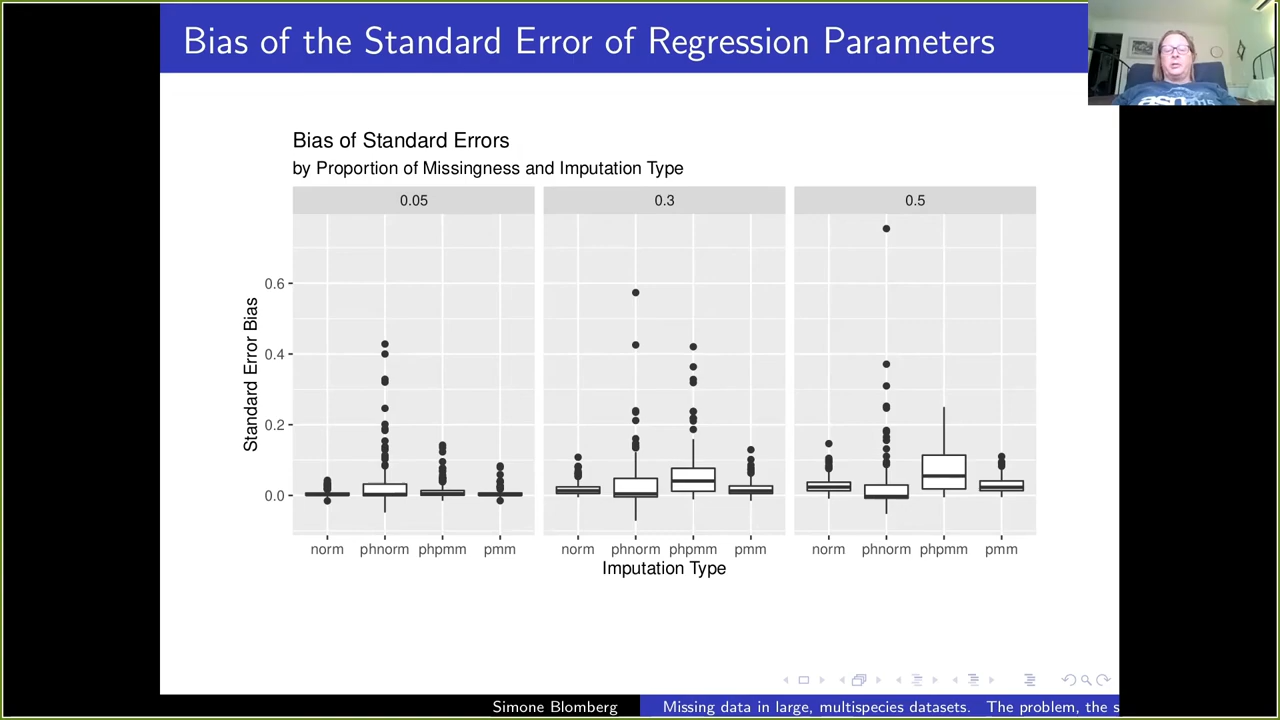 Bias of the Standard Error of Regression Parameters
Bias of Standard Errors
by Proportion of Missingness and Imputation Type
0.05 0.3 0.5
Standard Error Bias
0.6
0.4
0.2
0.0
norm phnorm phpmm pmm norm phnorm phpmm pmm norm phnorm phpmm pmm
Imputation Type
Simone Blomberg Missing data in large, multispecies datasets. The problem, the s